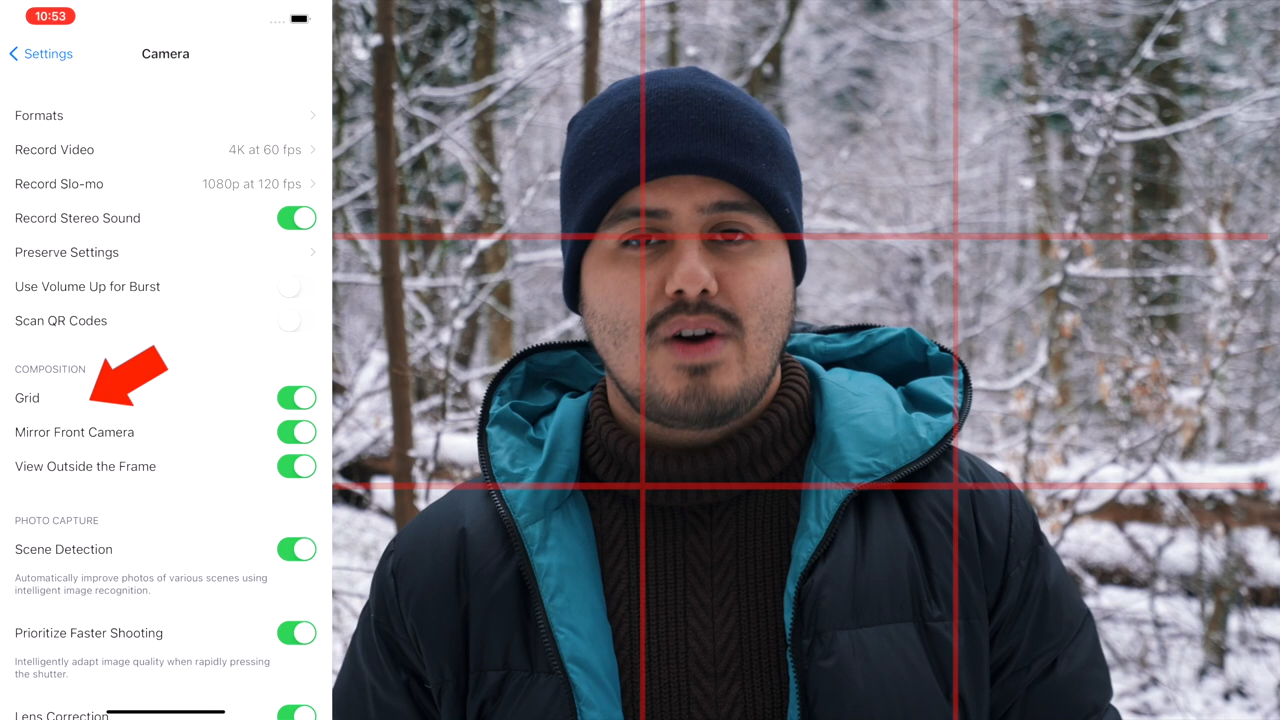 10:53
Settings
Camera
Formats
Record Video 4K at 60 fps
Record Slo-mo 1080p at 120 fps
Record Stereo Sound
Preserve Settings
Use Volume Up for Burst
Scan QR Codes
COMPOSITION
Grid
Mirror Front Camera
View Outside the Frame
PHOTO CAPTURE
Scene Detection
Automatically improve photos of various scenes using
intelligent image recognition.
Prioritize Faster Shooting
Intelligently adapt image quality when rapidly pressing
the shutter.
Lens Correction